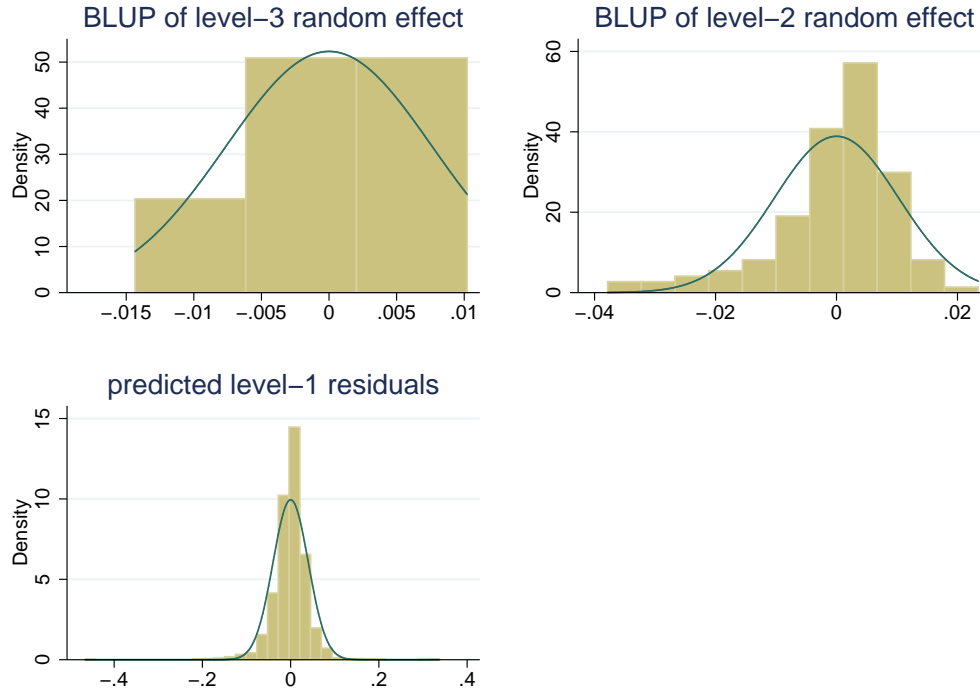 BLUP of level−3 random effect
Density
50
40
30
20
10
0
−.015 −.01 −.005 0 .005 .01
BLUP of level−2 random effect
Density
60
40
20
0
−.04 −.02 0 .02
predicted level−1 residuals
Density
15
10
5
0
−.4 −.2 0 .2 .4